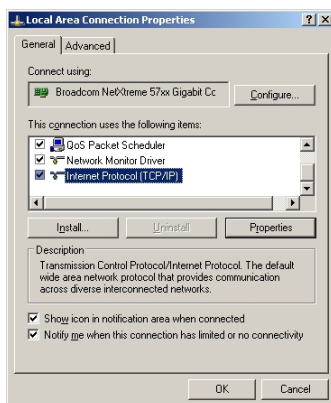 Local Area Connection Properties
General Advanced
Connect using:
Broadcom NetXtreme 57xx Gigabit Cc
Configure...
This connection uses the following items:
QoS Packet Scheduler
Network Monitor Driver
Internet Protocol (TCP/IP)
Install... Uninstall Properties
Description
Transmission Control Protocol/Internet Protocol. The default
wide area network protocol that provides communication
across diverse interconnected networks.
Show icon in notification area when connected
Notify me when this connection has limited or no connectivity
OK Cancel